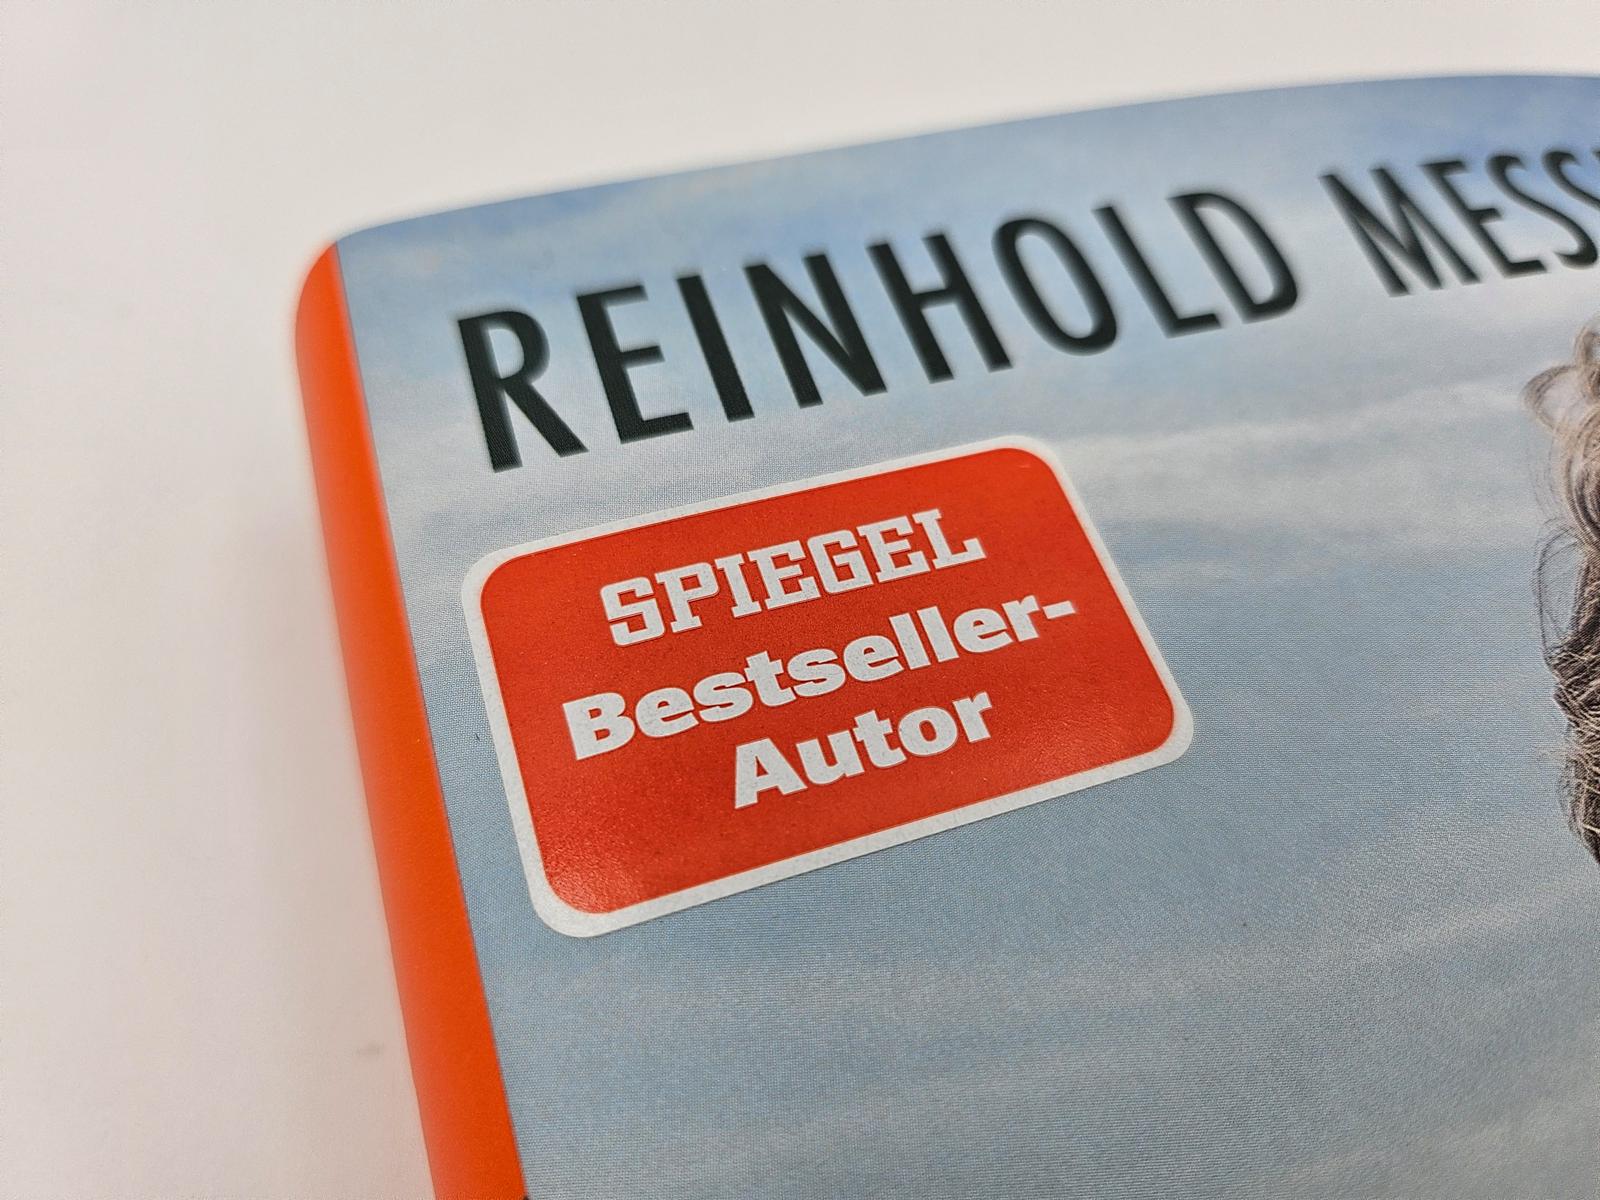 REINHOLD MESS
SPIEGEL
Bestseller-
Autor